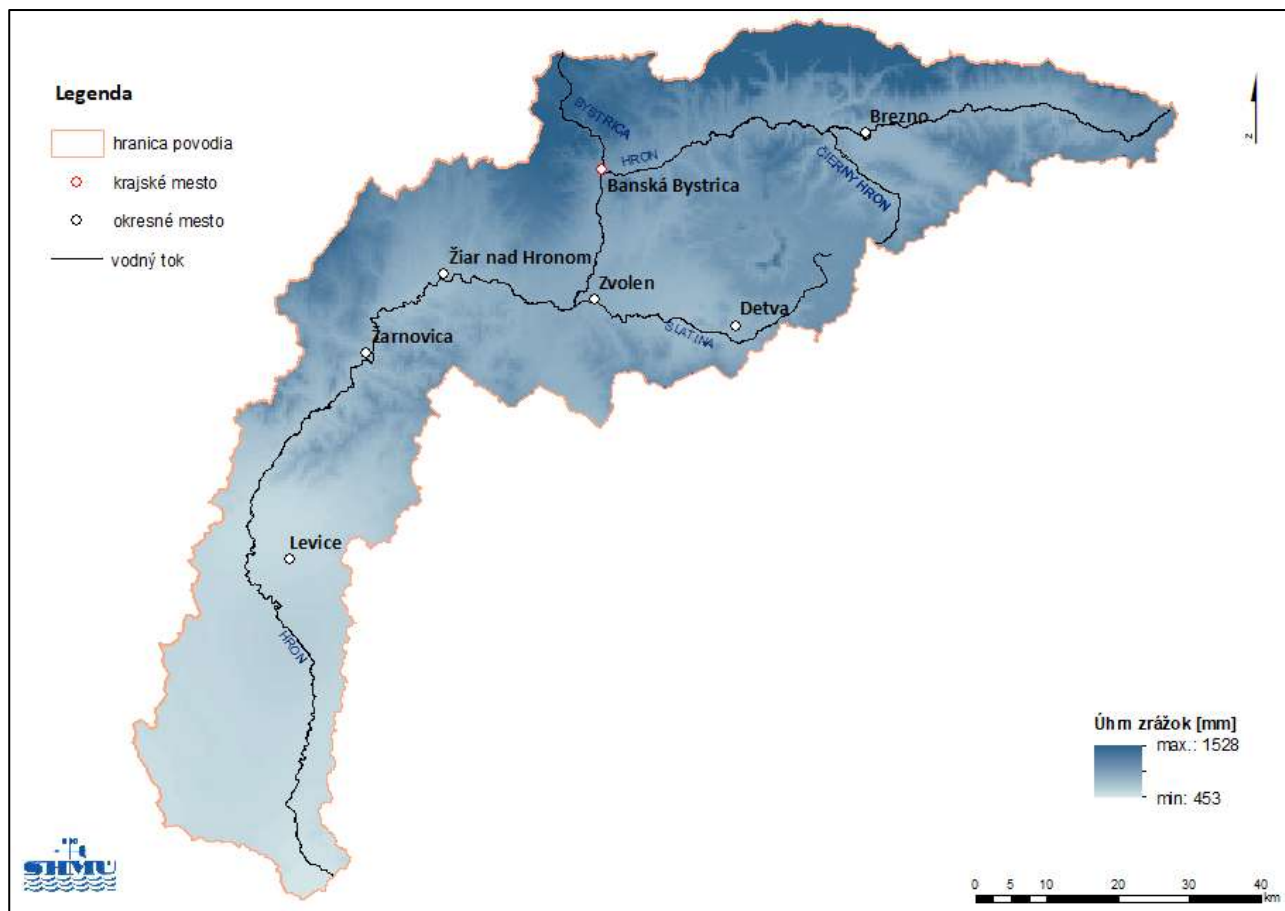 Legenda
hranica povodia
krajské mesto
okresné mesto
vodný tok
BYSTRICA
HRON
Brezno
ČIERNY HRON
Banská Bystrica
Žiar nad Hronom
Zvolen
Detva
SLATINA
Žarnovica
Levice
HRON
N
Úhrn zrážok [mm]
max.: 1528
min: 453
SHMÚ
0 5 10 20 30 40
km